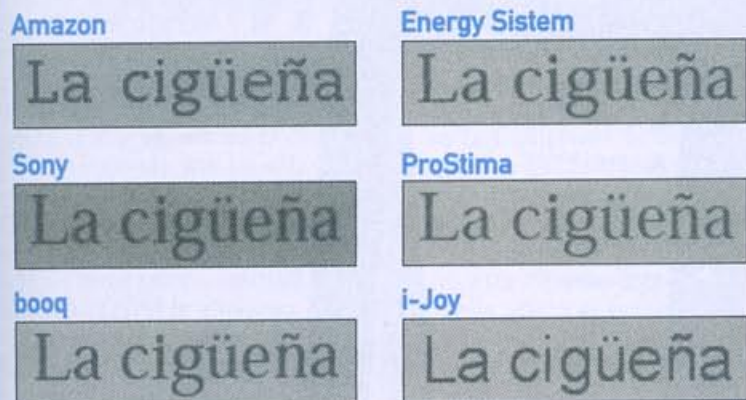 Amazon
La cigüeña
Energy Sistem
La cigüeña
Sony
La cigüeña
ProStima
La cigüeña
booq
La cigüeña
i-Joy
La cigüeña